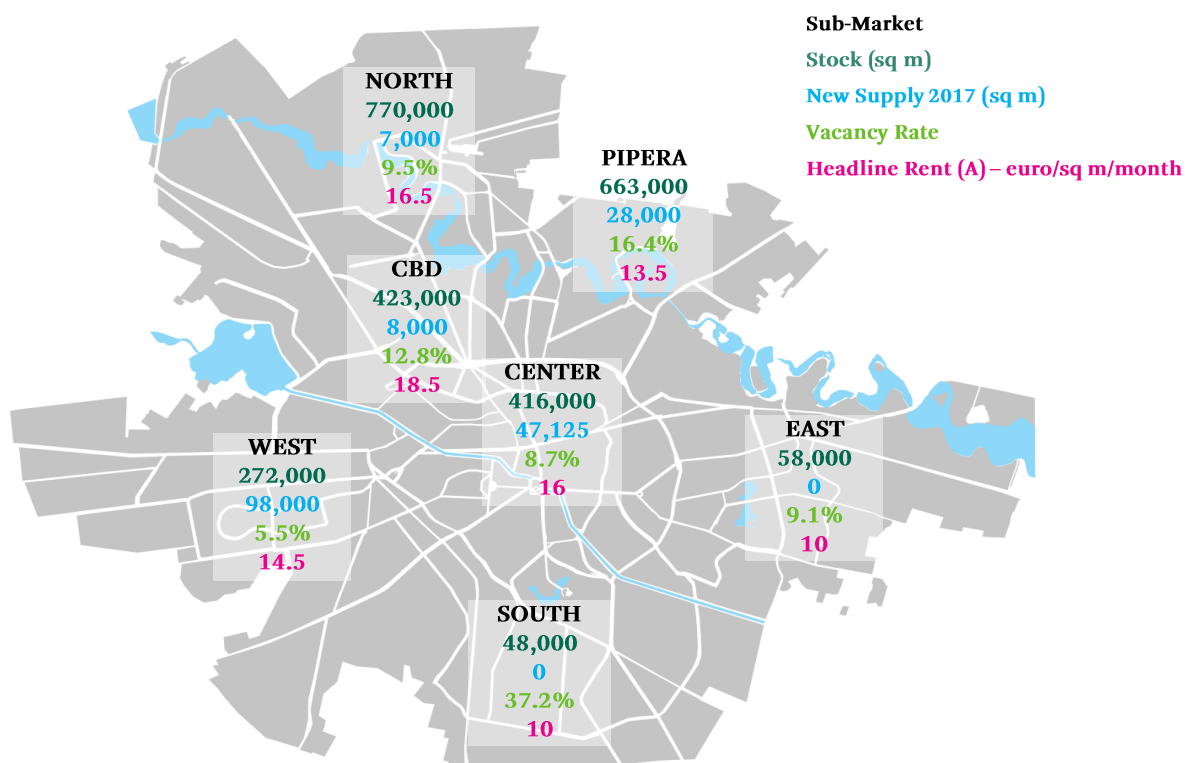 Sub-Market
Stock (sq m)
New Supply 2017 (sq m)
Vacancy Rate
Headline Rent (A) – euro/sq m/month
NORTH
770,000
7,000
9.5%
16.5
PIPERA
663,000
28,000
16.4%
13.5
CBD
423,000
8,000
12.8%
18.5
CENTER
416,000
47,125
8.7%
16
EAST
58,000
0
9.1%
10
WEST
272,000
98,000
5.5%
14.5
SOUTH
48,000
0
37.2%
10